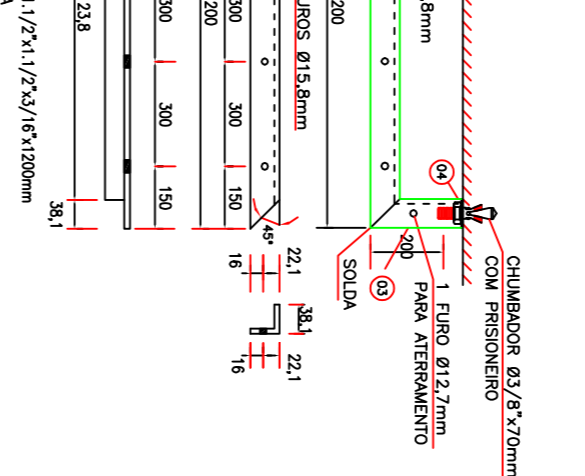 CHUMBADOR Ø3/8"x70mm
COM PRISIONEIRO
1 FURO Ø12,7mm
PARA ATERRAMENTO
04
03
200
SOLDA
,8mm
200
UROS Ø15,8mm
45°
22,1
16
38,1
22,1
16
300
300
150
200
300
300
150
200
23,8
38,1
1.1/2"x1.1/2"x3/16"x1200mm
A